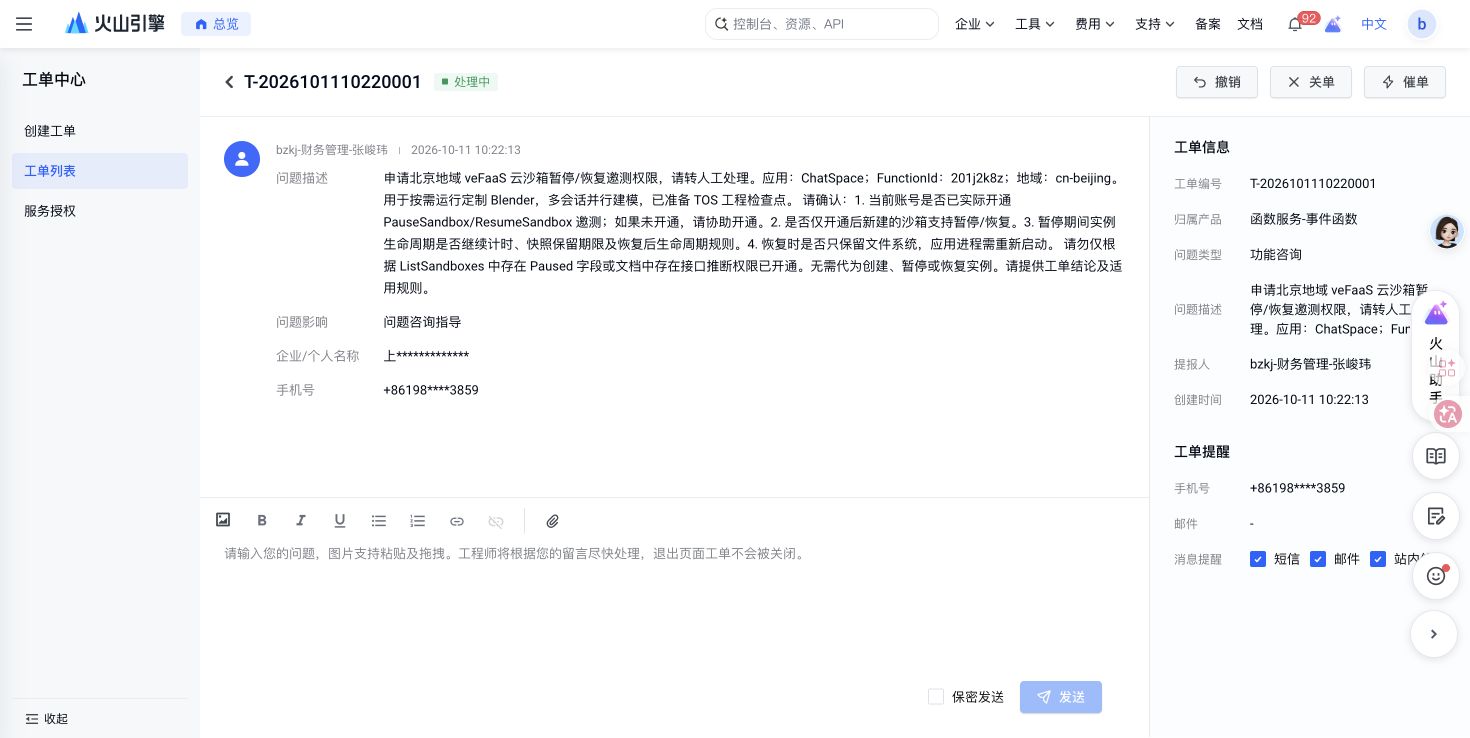 火山引擎
总览
控制台、资源、API
企业
工具
费用
支持
备案
文档
92
中文
b
工单中心
创建工单
工单列表
服务授权
收起
T-2026101110220001
处理中
撤销
关单
催单
bzkj-财务管理-张峻玮
2026-10-11 10:22:13
问题描述
申请北京地域 veFaaS 云沙箱暂停/恢复邀测权限，请转人工处理。应用：ChatSpace；FunctionId：201j2k8z；地域：cn-beijing。
用于按需运行定制 Blender，多会话并行建模，已准备 TOS 工程检查点。 请确认：1. 当前账号是否已实际开通
PauseSandbox/ResumeSandbox 邀测；如果未开通，请协助开通。2. 是否仅开通后新建的沙箱支持暂停/恢复。3. 暂停期间实例
生命周期是否继续计时、快照保留期限及恢复后生命周期规则。4. 恢复时是否只保留文件系统，应用进程需重新启动。 请勿仅根
据 ListSandboxes 中存在 Paused 字段或文档中存在接口推断权限已开通。无需代为创建、暂停或恢复实例。请提供工单结论及适
用规则。
问题影响
问题咨询指导
企业/个人名称
上*************
手机号
+86198****3859
请输入您的问题，图片支持粘贴及拖拽。工程师将根据您的留言尽快处理，退出页面工单不会被关闭。
保密发送
发送
工单信息
工单编号
T-2026101110220001
归属产品
函数服务-事件函数
问题类型
功能咨询
问题描述
申请北京地域 veFaaS 云沙箱暂
停/恢复邀测权限，请转人工
理。应用：ChatSpace；Fun
提报人
bzkj-财务管理-张峻玮
创建时间
2026-10-11 10:22:13
工单提醒
手机号
+86198****3859
邮件
-
消息提醒
短信
邮件
站内
火
山
助
手